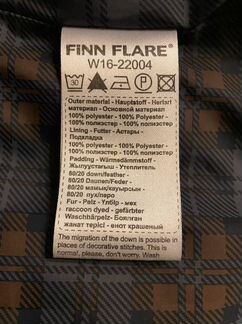 FiNN FLARE®
W16-22004
30
P
Outer material - Hauptstoff - Негізгі
материал - Основной материал
100% polyester - 100% Polyester
100% полиэстер - 100% полиэстер
Lining - Futter - Астары -
Подкладка
100% polyester - 100% Polyester
100% полиэстер - 100% полиэстер
Padding - Wärmedämmstoff -
Жылуутағыш - Утеплитель
80/20 down/feather -
80/20 Daunen/Feder -
80/20 мамық/қауырсын -
80/20 пух/перо
Fur - Pelz - Үлбір - мех
raccoon dyed - gefärbter
Waschbärpelz- Боялған
жанат терісі - енот крашеный
The migration of the down is possible in
places of decorative stitches. This is
normal, please, don't worry. Wash